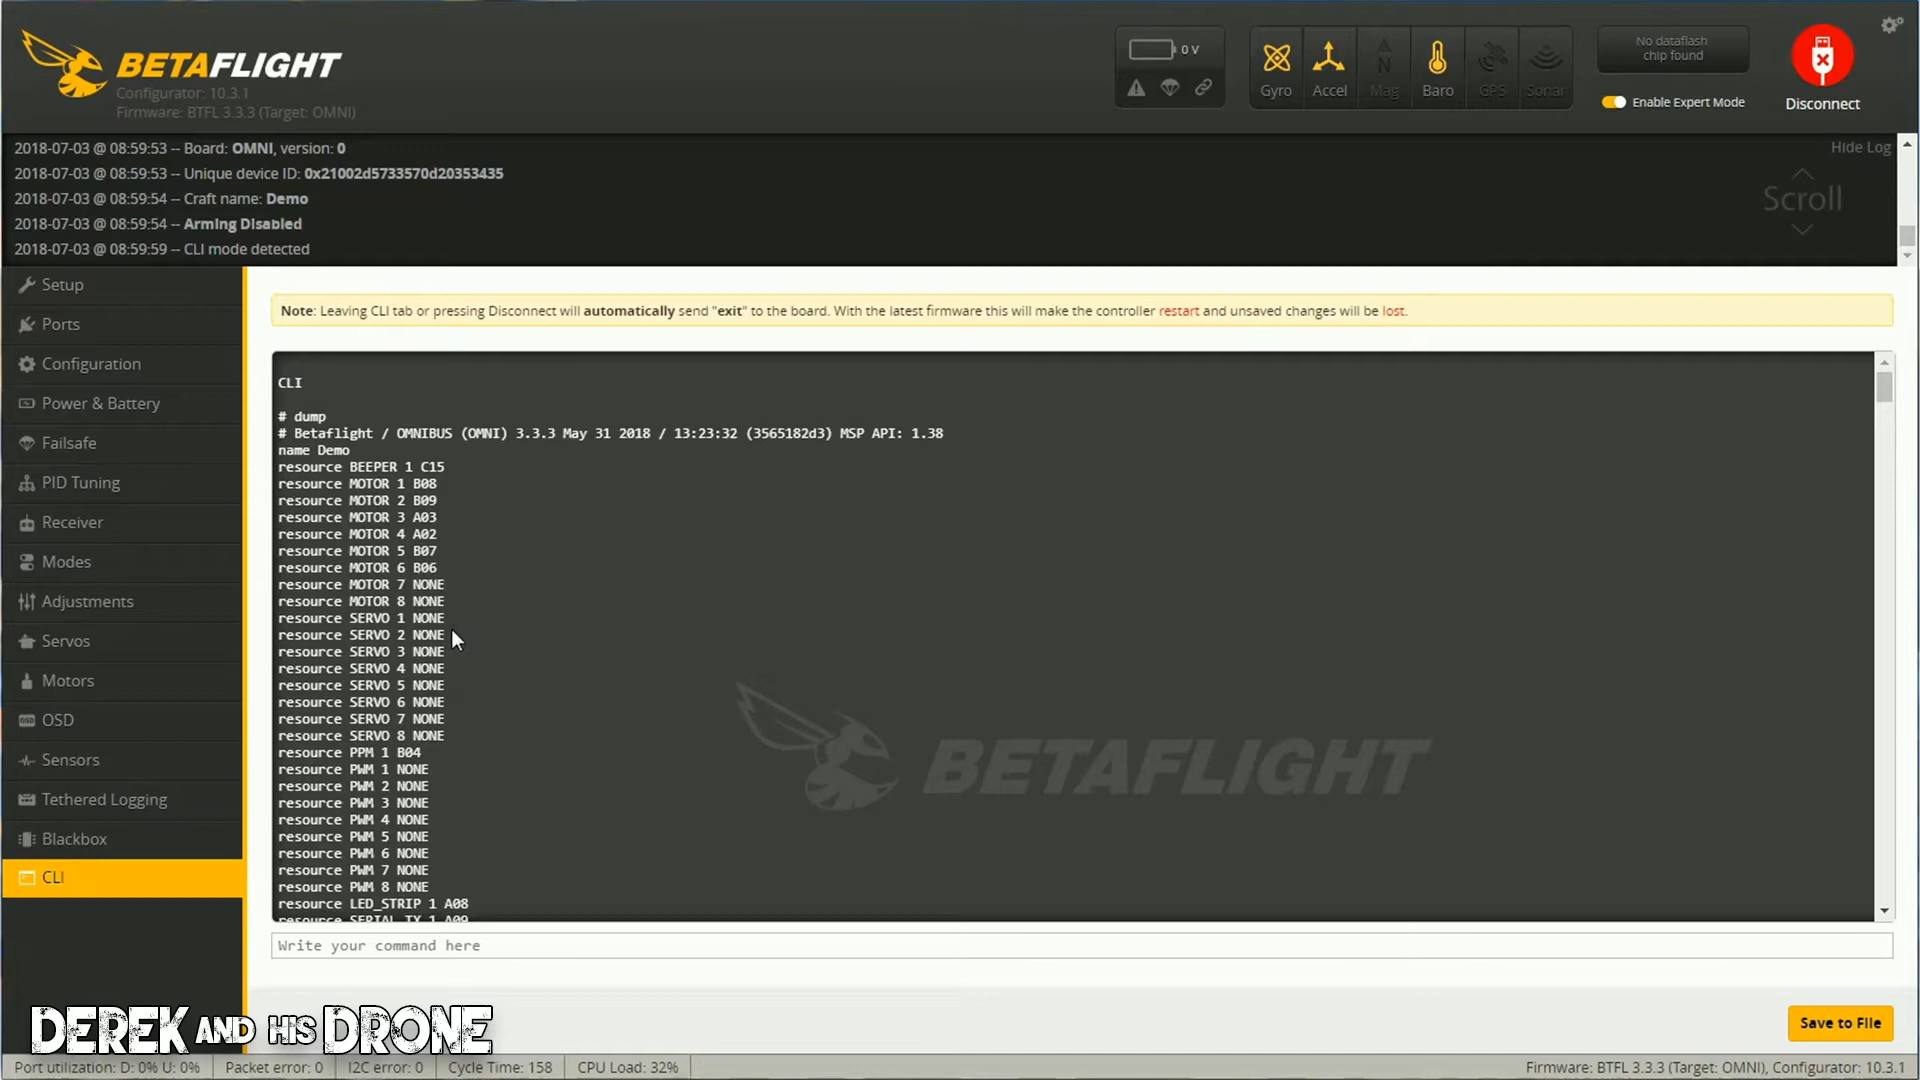 BETAFLIGHT
Configurator: 10.3.1
Firmware: BTFL 3.3.3 (Target: OMNI)
0 V
Gyro
Accel
Mag
Baro
GPS
Sonar
No dataflash
chip found
Enable Expert Mode
Disconnect
2018-07-03 @ 08:59:53 -- Board: OMNI, version: 0
2018-07-03 @ 08:59:53 -- Unique device ID: 0x21002d5733570d20353435
2018-07-03 @ 08:59:54 -- Craft name: Demo
2018-07-03 @ 08:59:54 -- Arming Disabled
2018-07-03 @ 08:59:59 -- CLI mode detected
Hide Log
Scroll
Setup
Ports
Configuration
Power & Battery
Failsafe
PID Tuning
Receiver
Modes
Adjustments
Servos
Motors
OSD
Sensors
Tethered Logging
Blackbox
CLI
Note: Leaving CLI tab or pressing Disconnect will automatically send "exit" to the board. With the latest firmware this will make the controller restart and unsaved changes will be lost.
CLI
# dump
# Betaflight / OMNIBUS (OMNI) 3.3.3 May 31 2018 / 13:23:32 (3565182d3) MSP API: 1.38
name Demo
resource BEEPER 1 C15
resource MOTOR 1 B08
resource MOTOR 2 B09
resource MOTOR 3 A03
resource MOTOR 4 A02
resource MOTOR 5 B07
resource MOTOR 6 B06
resource MOTOR 7 NONE
resource MOTOR 8 NONE
resource SERVO 1 NONE
resource SERVO 2 NONE
resource SERVO 3 NONE
resource SERVO 4 NONE
resource SERVO 5 NONE
resource SERVO 6 NONE
resource SERVO 7 NONE
resource SERVO 8 NONE
resource PPM 1 B04
resource PWM 1 NONE
resource PWM 2 NONE
resource PWM 3 NONE
resource PWM 4 NONE
resource PWM 5 NONE
resource PWM 6 NONE
resource PWM 7 NONE
resource PWM 8 NONE
resource LED_STRIP 1 A08
resource SERIAL_TX 1 A09
BETAFLIGHT
Write your command here
DEREK AND HIS DRONE
Save to File
Port utilization: D: 0% U: 0%
Packet error: 0
I2C error: 0
Cycle Time: 158
CPU Load: 32%
Firmware: BTFL 3.3.3 (Target: OMNI), Configurator: 10.3.1